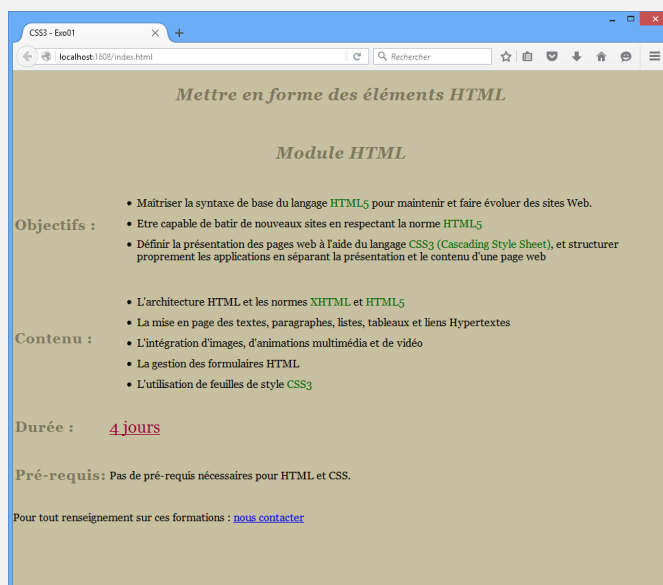 CSS3 - Exo01
localhost:1608/index.html
Rechercher
Mettre en forme des éléments HTML
Module HTML
Objectifs :
Maîtriser la syntaxe de base du langage HTML5 pour maintenir et faire évoluer des sites Web.
Etre capable de batir de nouveaux sites en respectant la norme HTML5
Définir la présentation des pages web à l'aide du langage CSS3 (Cascading Style Sheet), et structurer
proprement les applications en séparant la présentation et le contenu d'une page web
Contenu :
L'architecture HTML et les normes XHTML et HTML5
La mise en page des textes, paragraphes, listes, tableaux et liens Hypertextes
L'intégration d'images, d'animations multimédia et de vidéo
La gestion des formulaires HTML
L'utilisation de feuilles de style CSS3
Durée : 4 jours
Pré-requis: Pas de pré-requis nécessaires pour HTML et CSS.
Pour tout renseignement sur ces formations : nous contacter